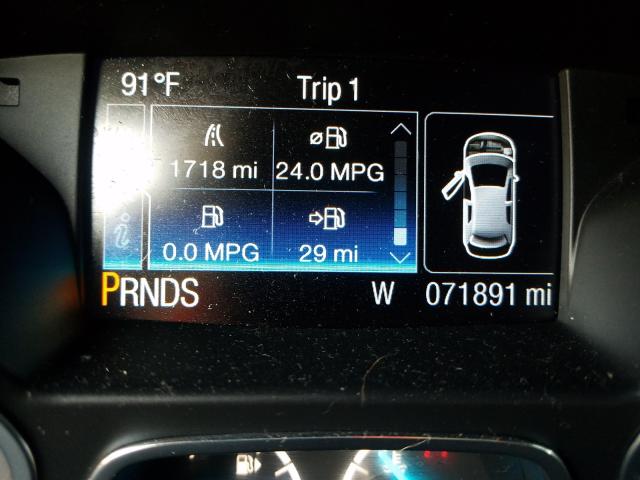 91°F Trip 1
1718 mi 24.0 MPG
0.0 MPG 29 mi
PRNDS W 071891 mi
E